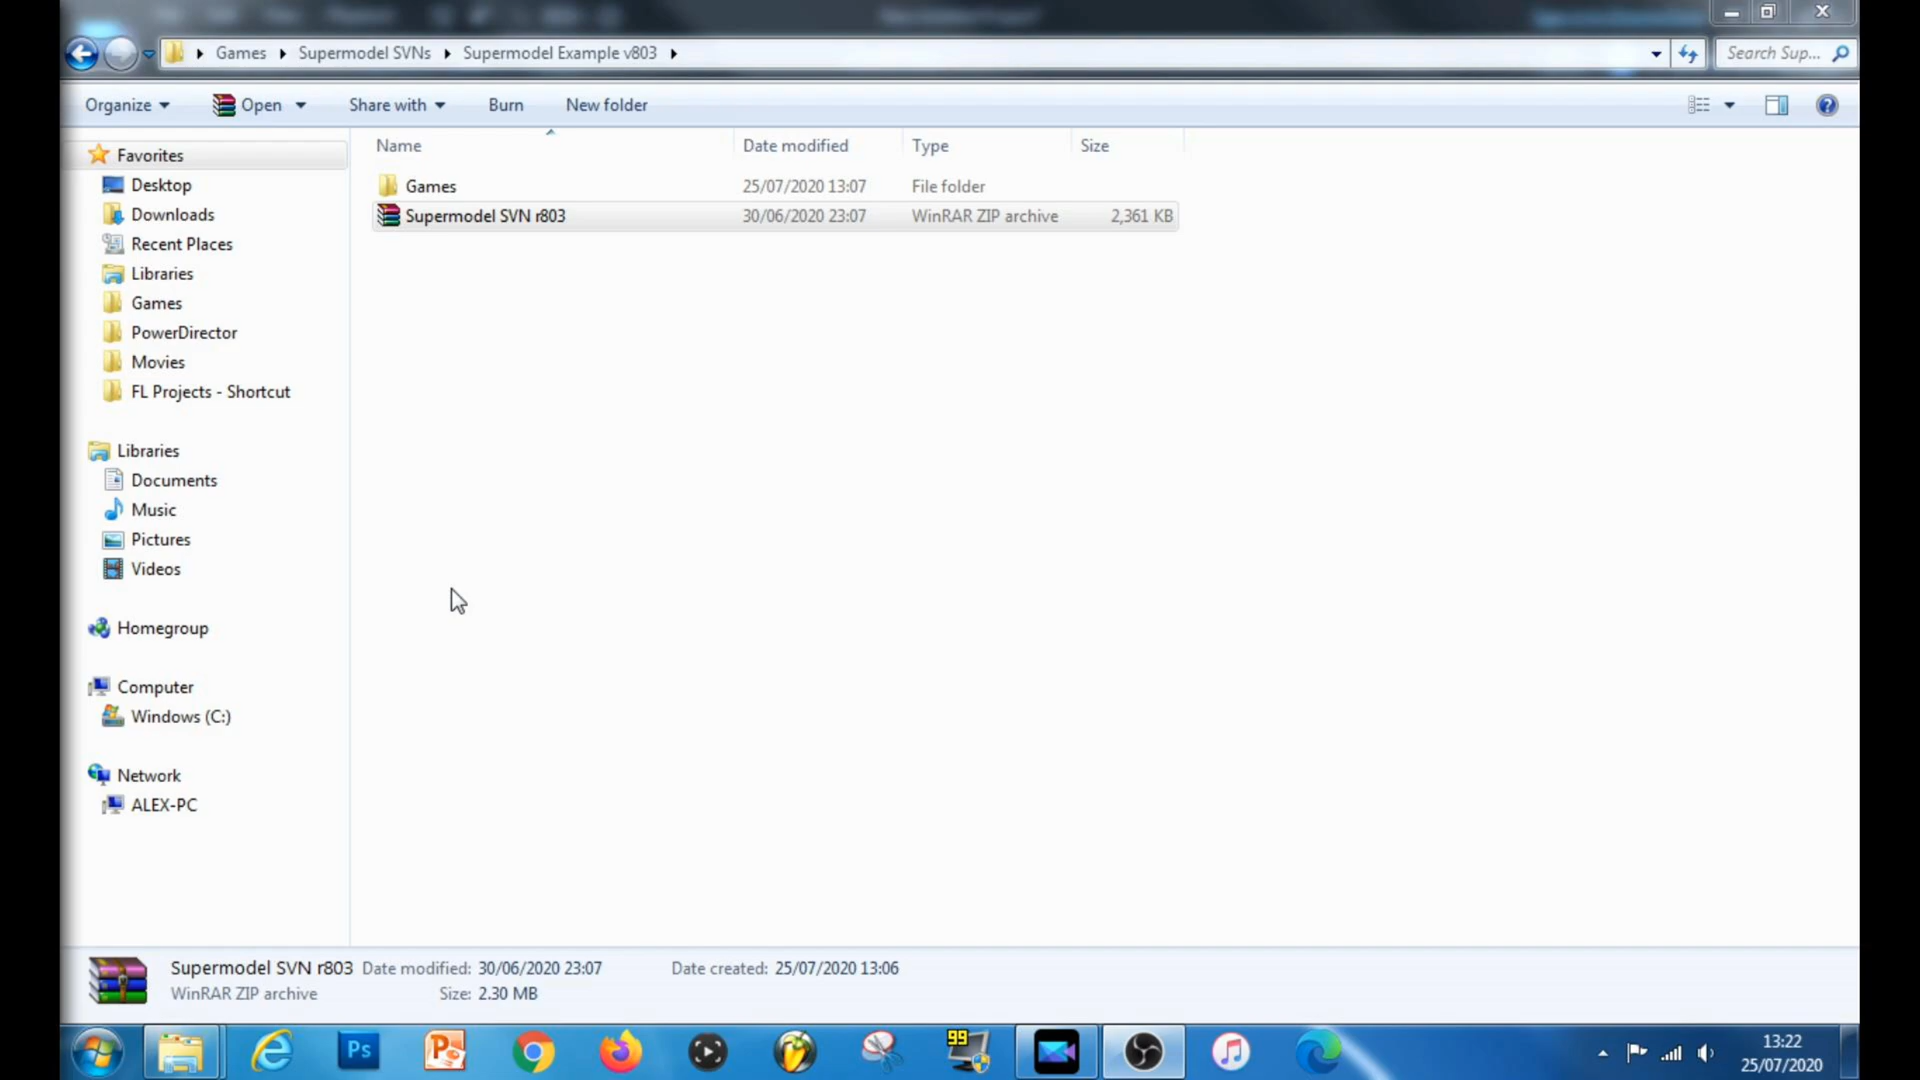 Games Supermodel SVNs Supermodel Example v803 Search Sup...
Organize Open Share with Burn New folder
Name Date modified Type Size
Games 25/07/2020 13:07 File folder
Supermodel SVN r803 30/06/2020 23:07 WinRAR ZIP archive 2,361 KB
Favorites
Desktop
Downloads
Recent Places
Libraries
Games
PowerDirector
Movies
FL Projects - Shortcut
Libraries
Documents
Music
Pictures
Videos
Homegroup
Computer
Windows (C:)
Network
ALEX-PC
Supermodel SVN r803 Date modified: 30/06/2020 23:07 Date created: 25/07/2020 13:06
WinRAR ZIP archive Size: 2.30 MB
Ps P 99 13:22
25/07/2020